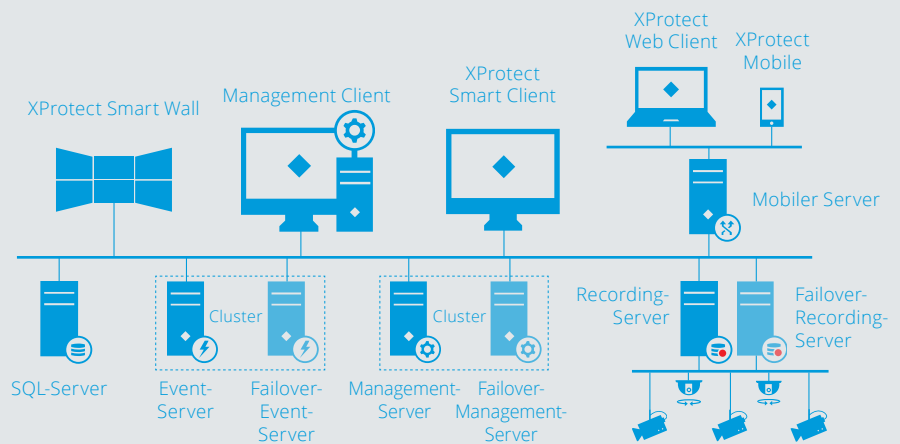 XProtect
Web Client
XProtect
Mobile
XProtect
Smart Client
Management Client
XProtect Smart Wall
Mobiler Server
Cluster
Cluster
Recording-
Server
Failover-
Recording-
Server
SQL-Server
Event-
Server
Failover-
Event-
Server
Management-
Server
Failover-
Management-
Server